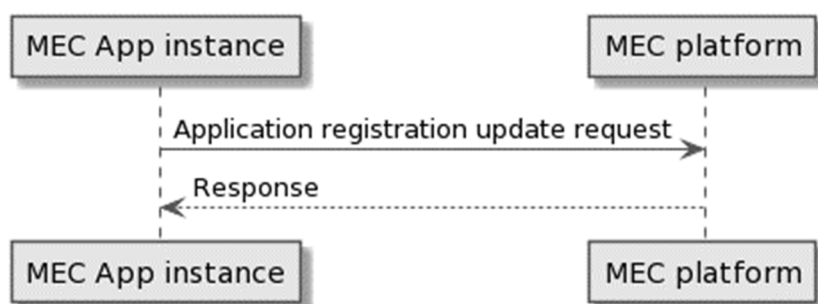 MEC App instance
MEC platform
Application registration update request
Response
MEC App instance
MEC platform